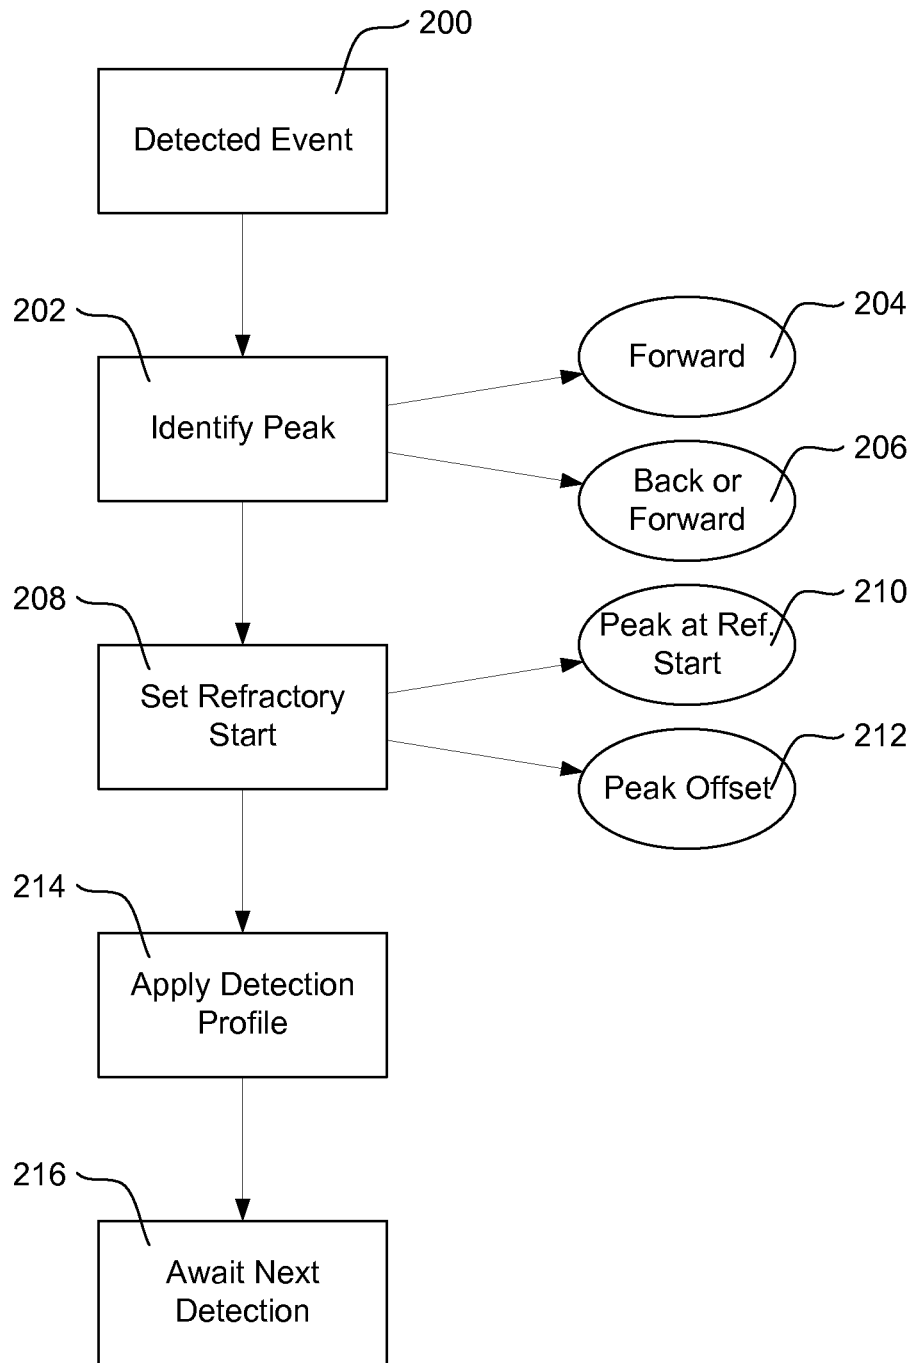 200
Detected Event
202
Identify Peak
204
Forward
206
Back or
Forward
208
Set Refractory
Start
210
Peak at Ref.
Start
212
Peak Offset
214
Apply Detection
Profile
216
Await Next
Detection